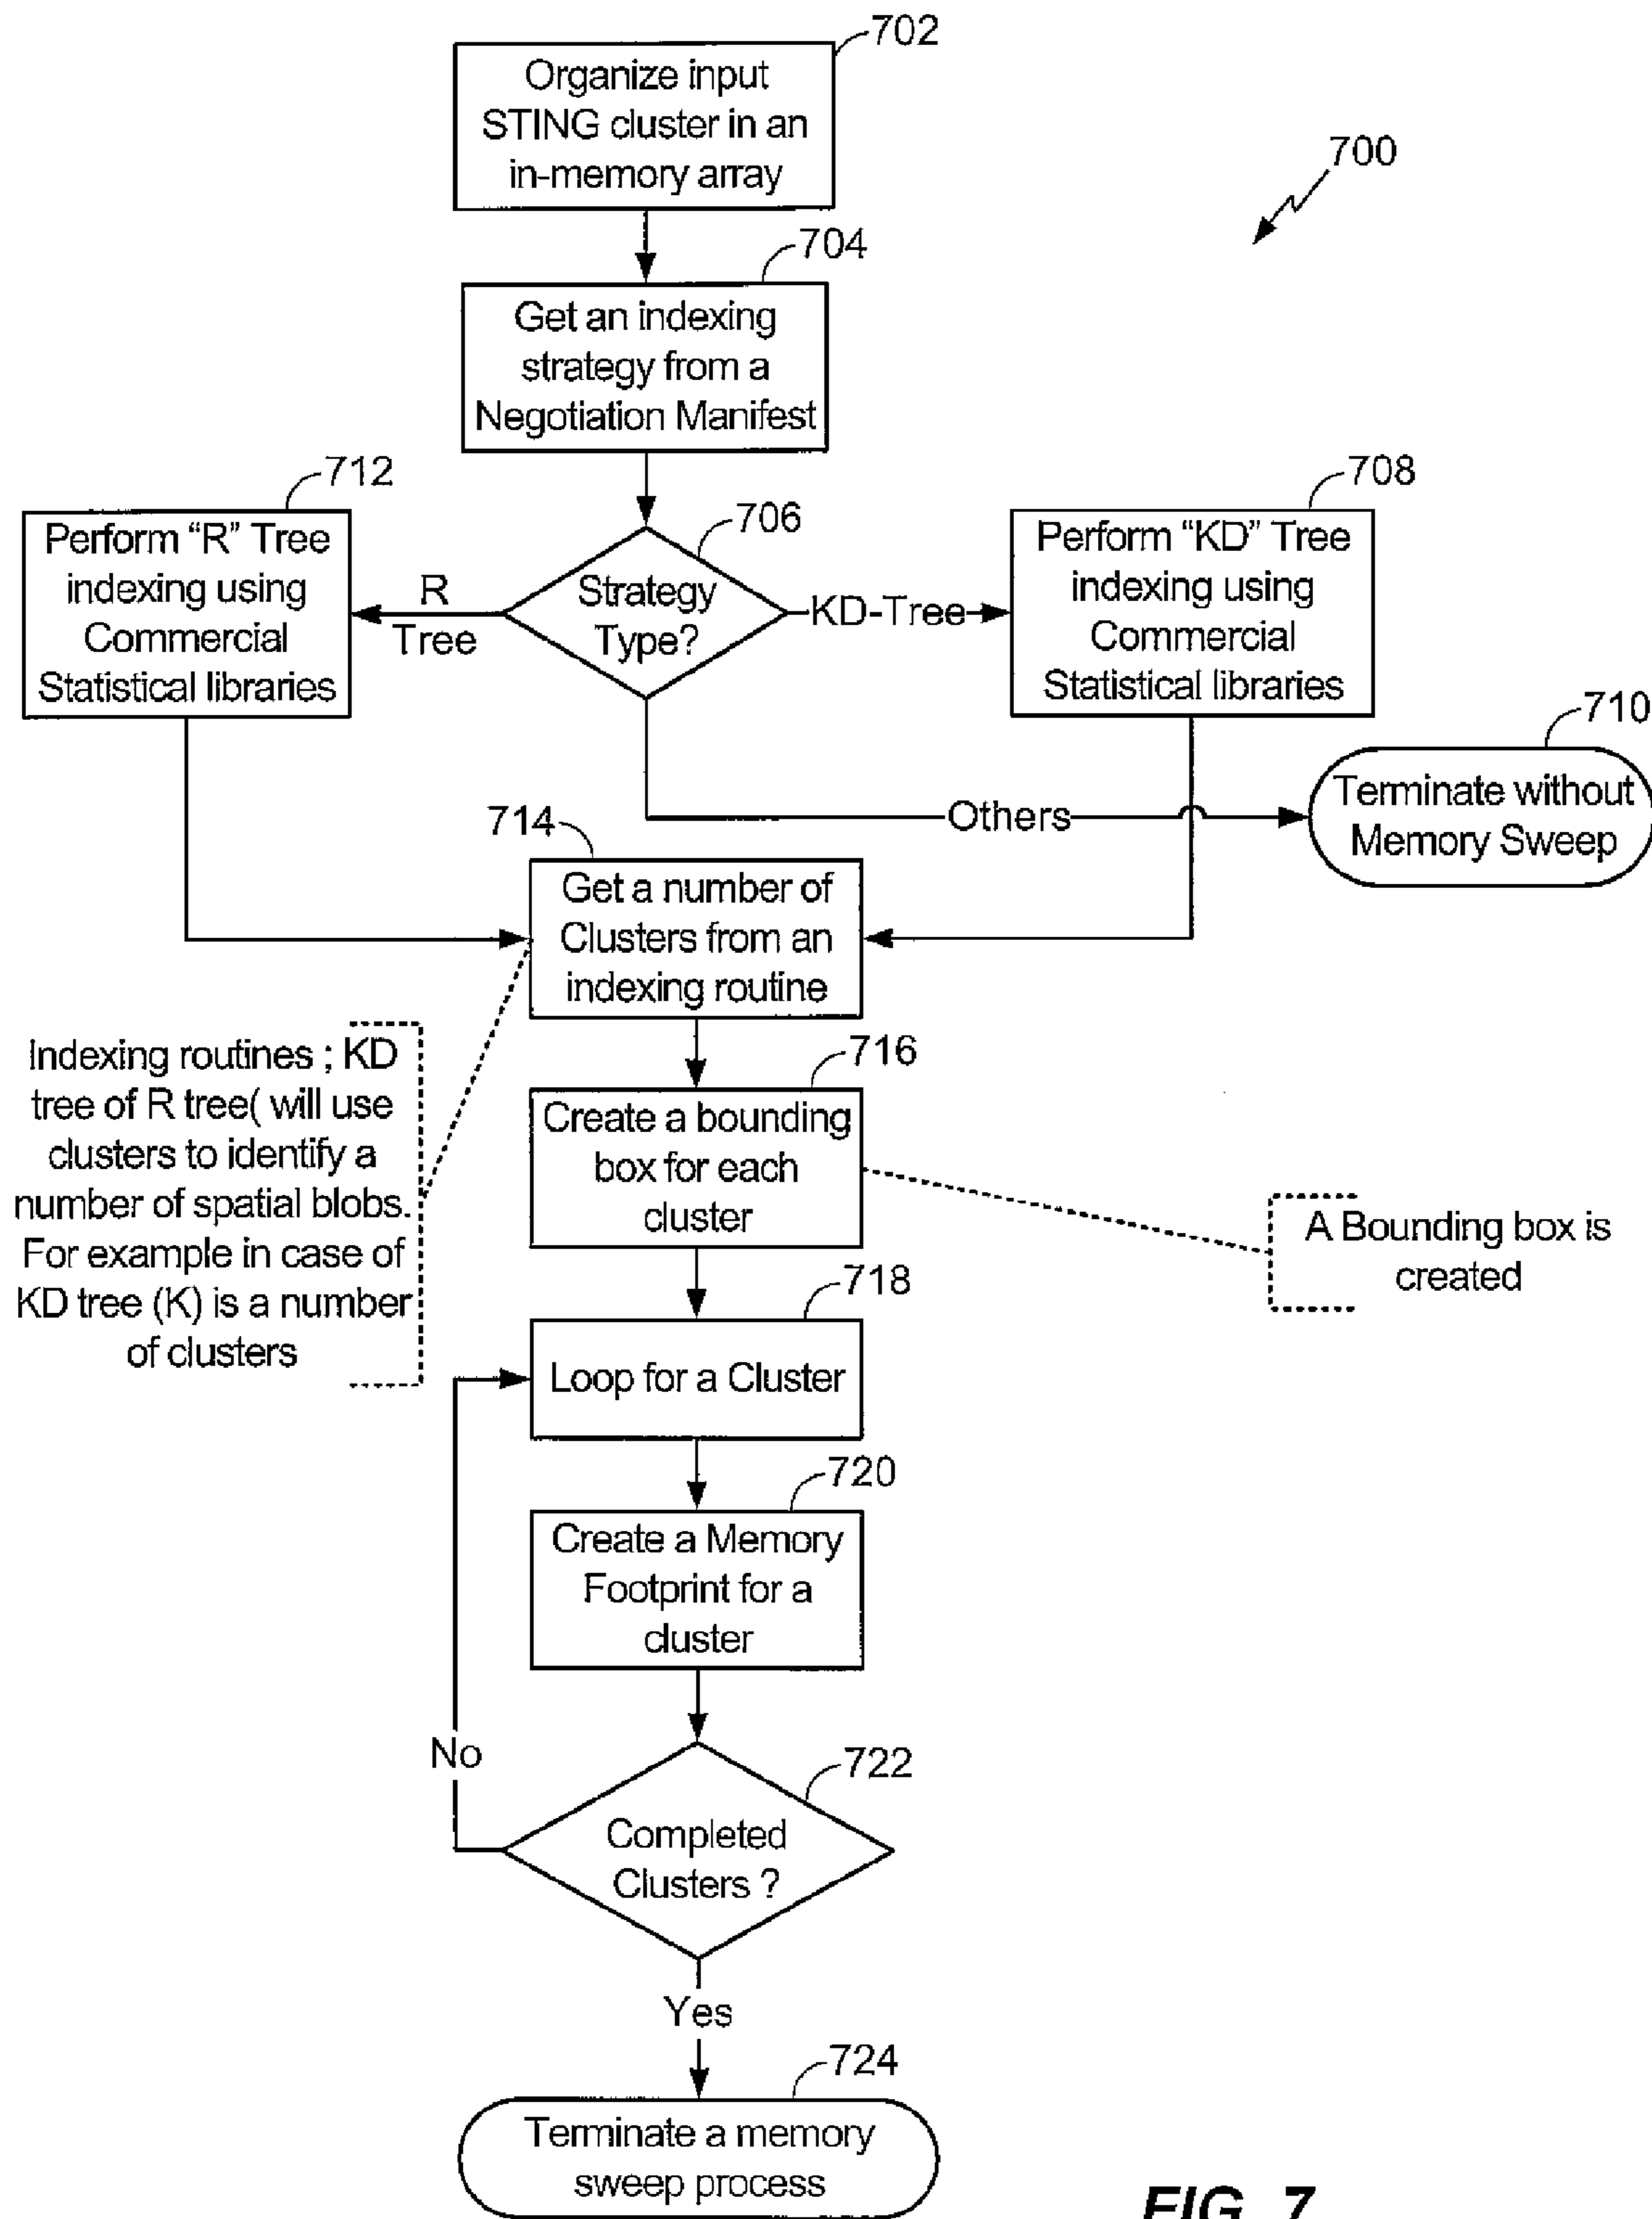 702
Organize input
STING cluster in an
in-memory array
700
704
Get an indexing
strategy from a
Negotiation Manifest
712
Perform “R” Tree
indexing using
Commercial
Statistical libraries
706
Strategy
Type?
R
Tree
KD-Tree
708
Perform “KD” Tree
indexing using
Commercial
Statistical libraries
710
Terminate without
Memory Sweep
Others
714
Get a number of
Clusters from an
indexing routine
Indexing routines ; KD
tree of R tree( will use
clusters to identify a
number of spatial blobs.
For example in case of
KD tree (K) is a number
of clusters
716
Create a bounding
box for each
cluster
A Bounding box is
created
718
Loop for a Cluster
720
Create a Memory
Footprint for a
cluster
No
722
Completed
Clusters ?
Yes
724
Terminate a memory
sweep process
FIG. 7